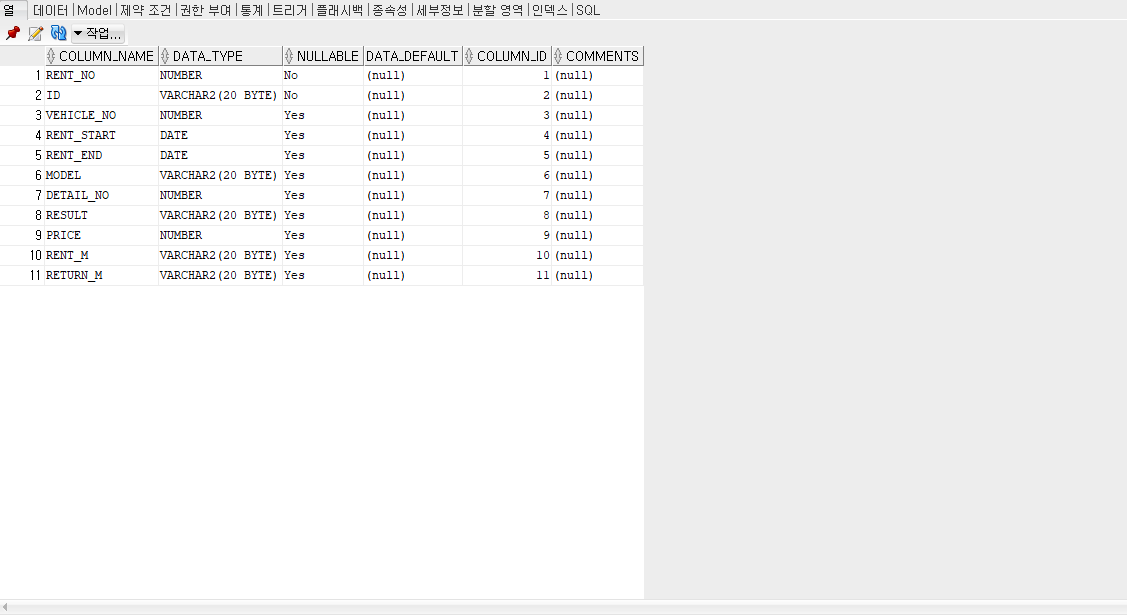 열 데이터 Model 제약 조건 권한 부여 통계 트리거 플래시백 종속성 세부정보 분할 영역 인덱스 SQL
작업...
COLUMN_NAME DATA_TYPE NULLABLE DATA_DEFAULT COLUMN_ID COMMENTS
1 RENT_NO NUMBER No (null) 1 (null)
2 ID VARCHAR2(20 BYTE) No (null) 2 (null)
3 VEHICLE_NO NUMBER Yes (null) 3 (null)
4 RENT_START DATE Yes (null) 4 (null)
5 RENT_END DATE Yes (null) 5 (null)
6 MODEL VARCHAR2(20 BYTE) Yes (null) 6 (null)
7 DETAIL_NO NUMBER Yes (null) 7 (null)
8 RESULT VARCHAR2(20 BYTE) Yes (null) 8 (null)
9 PRICE NUMBER Yes (null) 9 (null)
10 RENT_M VARCHAR2(20 BYTE) Yes (null) 10 (null)
11 RETURN_M VARCHAR2(20 BYTE) Yes (null) 11 (null)